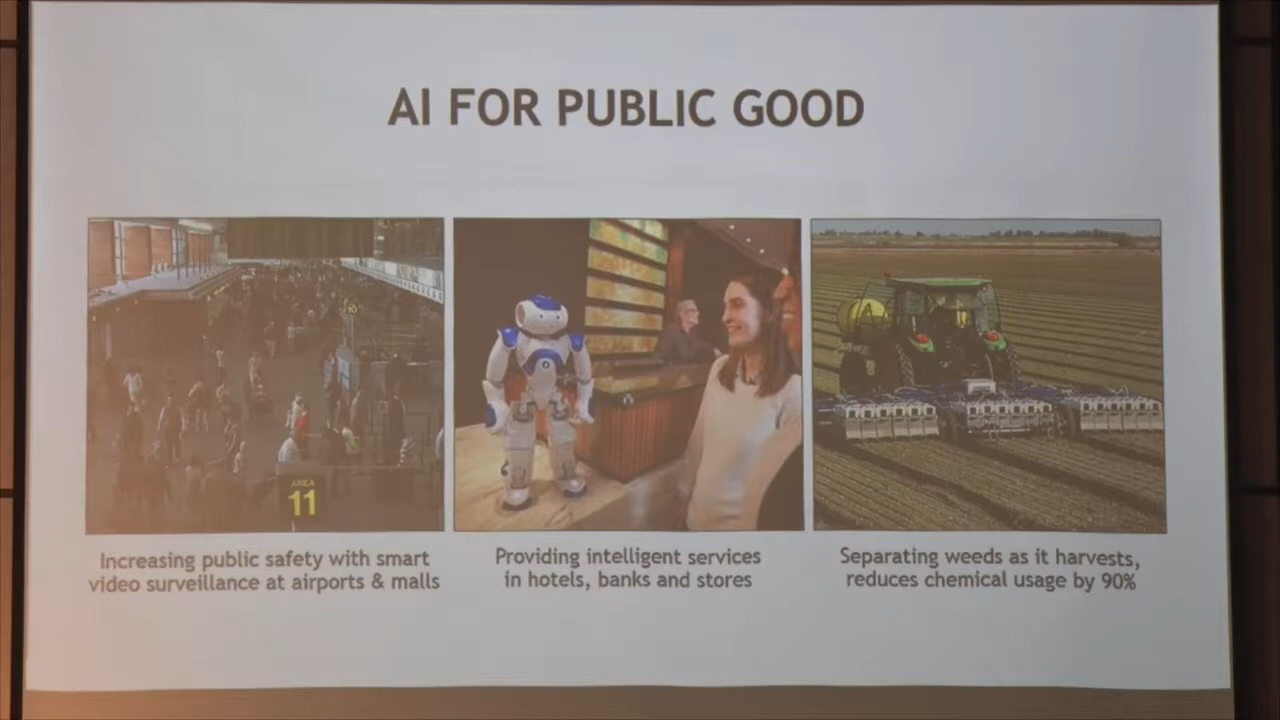 AI FOR PUBLIC GOOD
10
AREA
11
Increasing public safety with smart
video surveillance at airports & malls
Providing intelligent services
in hotels, banks and stores
Separating weeds as it harvests,
reduces chemical usage by 90%